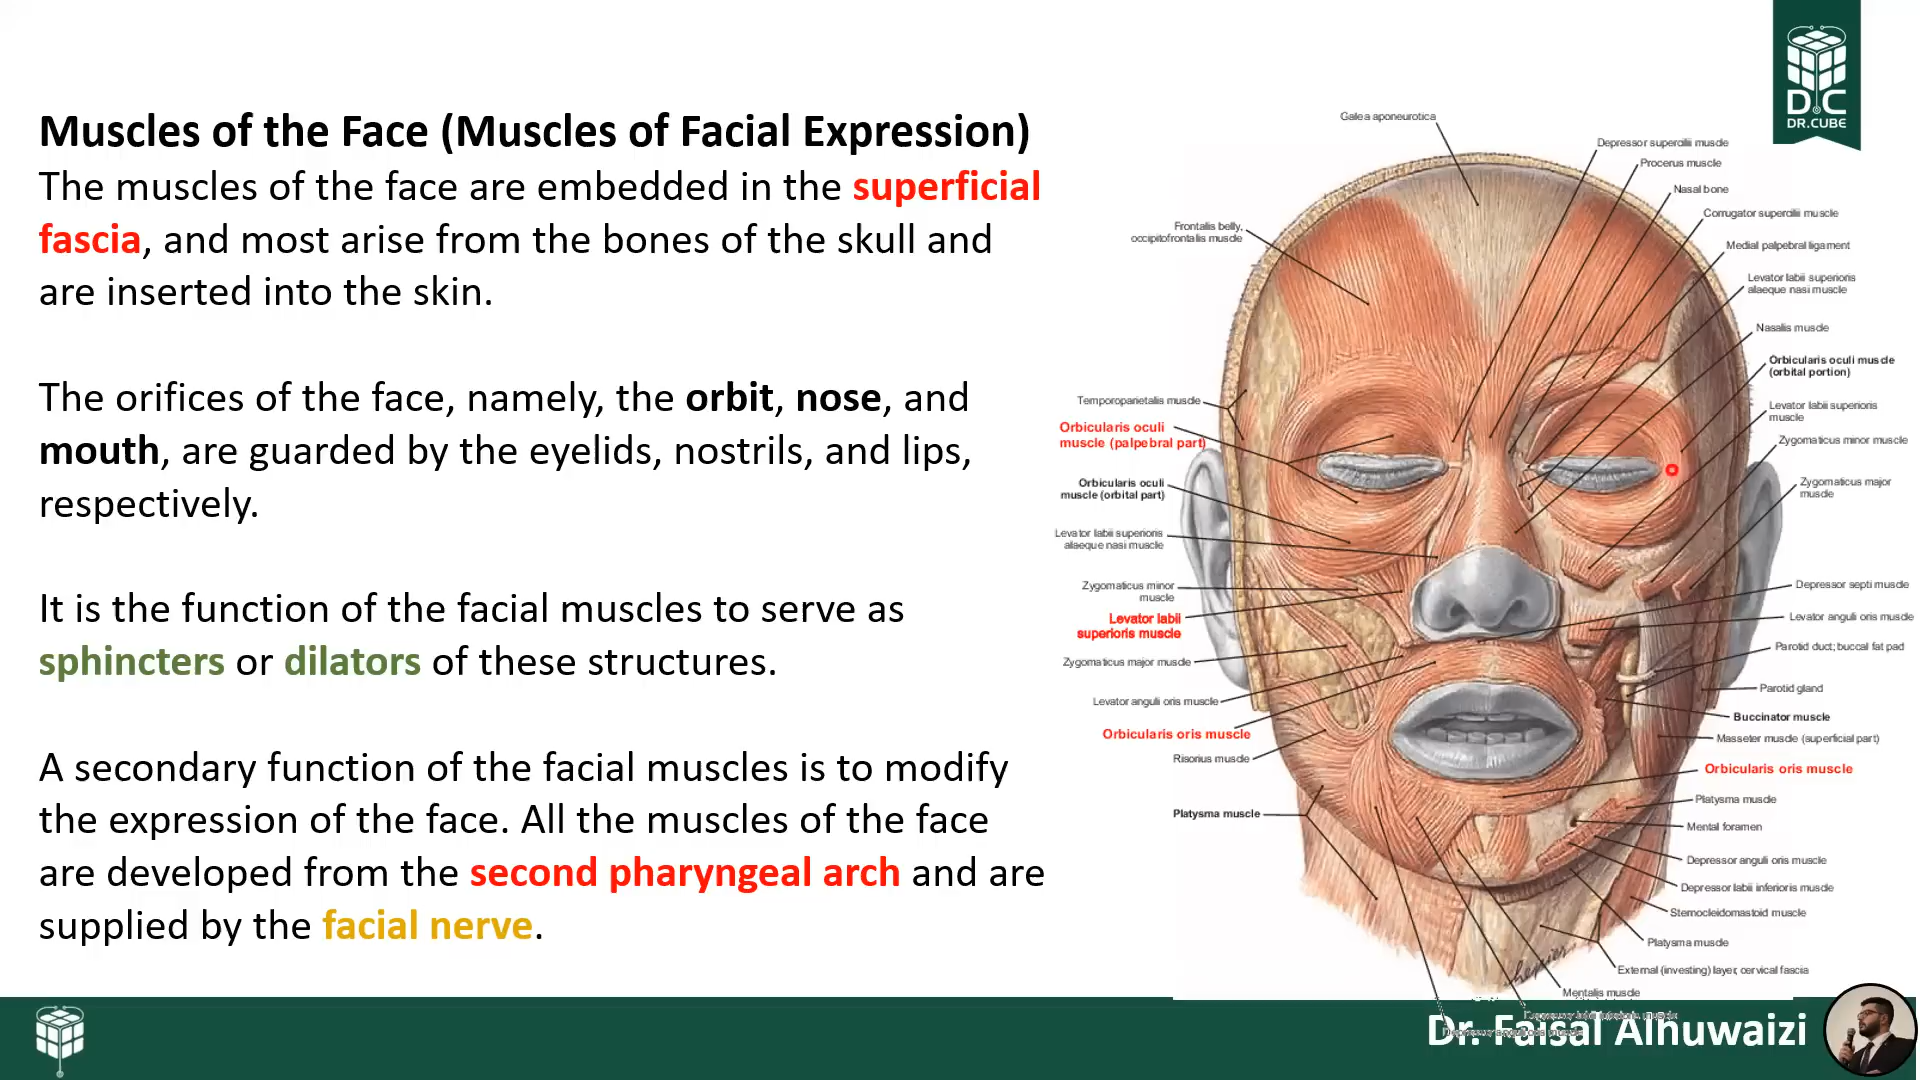 Muscles of the Face (Muscles of Facial Expression)
The muscles of the face are embedded in the superficial
fascia, and most arise from the bones of the skull and
are inserted into the skin.
The orifices of the face, namely, the orbit, nose, and
mouth, are guarded by the eyelids, nostrils, and lips,
respectively.
It is the function of the facial muscles to serve as
sphincters or dilators of these structures.
A secondary function of the facial muscles is to modify
the expression of the face. All the muscles of the face
are developed from the second pharyngeal arch and are
supplied by the facial nerve.
Galea aponeurotica
Frontalis belly,
occipitofrontalis muscle
Temporoparietalis muscle
Orbicularis oculi
muscle (palpebral part)
Orbicularis oculi
muscle (orbital part)
Levator labii superioris
alaeque nasi muscle
Zygomaticus minor
muscle
Levator labii
superioris muscle
Zygomaticus major muscle
Levator anguli oris muscle
Orbicularis oris muscle
Risorius muscle
Platysma muscle
Depressor supercilii muscle
Procerus muscle
Nasal bone
Corrugator supercilii muscle
Medial palpebral ligament
Levator labii superioris
alaeque nasi muscle
Nasalis muscle
Orbicularis oculi muscle
(orbital portion)
Levator labii superioris
muscle
Zygomaticus minor muscle
Zygomaticus major
muscle
Depressor septi muscle
Levator anguli oris muscle
Parotid duct; buccal fat pad
Parotid gland
Buccinator muscle
Masseter muscle (superficial part)
Orbicularis oris muscle
Platysma muscle
Mental foramen
Depressor anguli oris muscle
Depressor labii inferioris muscle
Sternocleidomastoid muscle
Platysma muscle
External (investing) layer, cervical fascia
Mentalis muscle
DC
DR.CUBE
Dr. Faisal Alhuwaizi